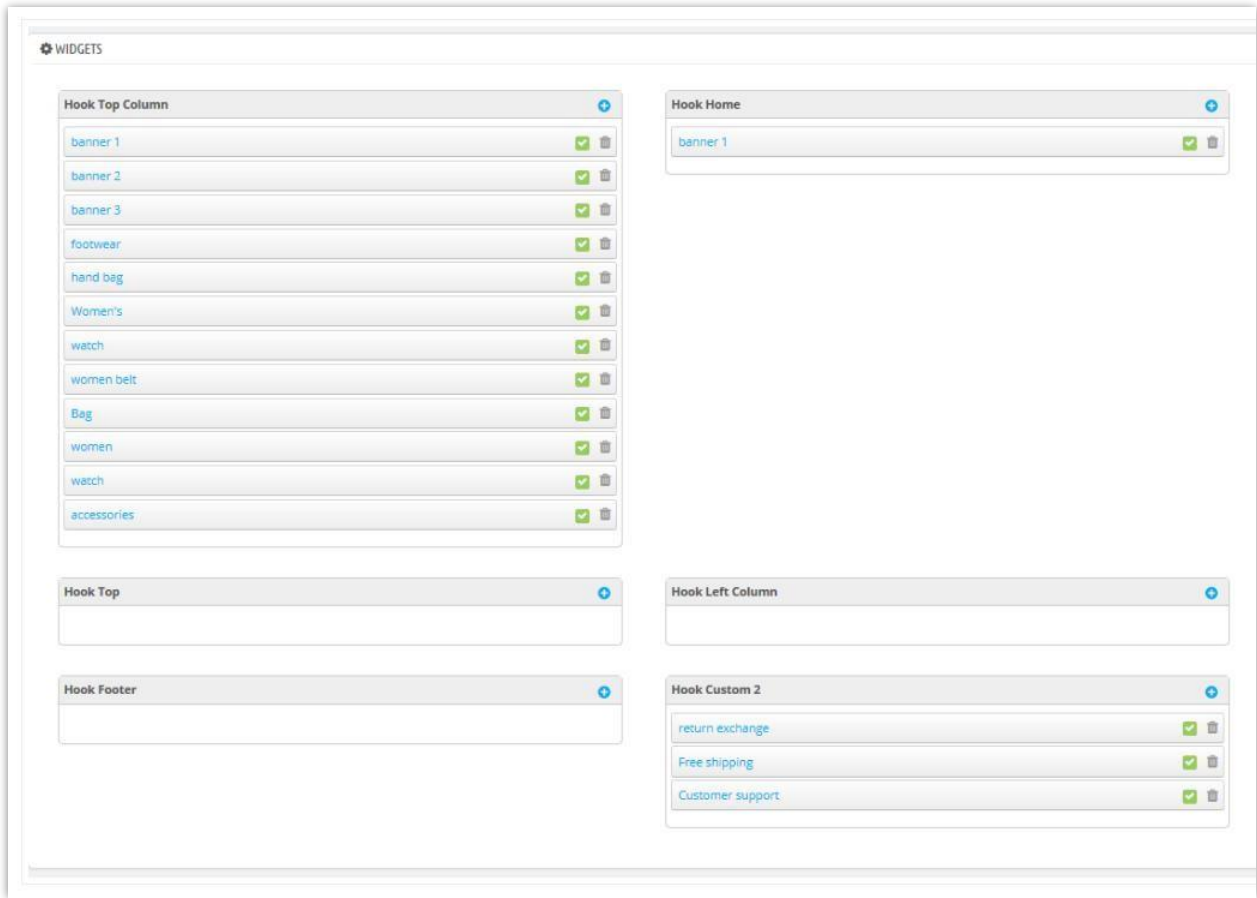 WIDGETS
Hook Top Column
banner 1
banner 2
banner 3
footwear
hand bag
Women's
watch
women belt
Bag
women
watch
accessories
Hook Home
banner 1
Hook Top
Hook Left Column
Hook Footer
Hook Custom 2
return exchange
Free shipping
Customer support